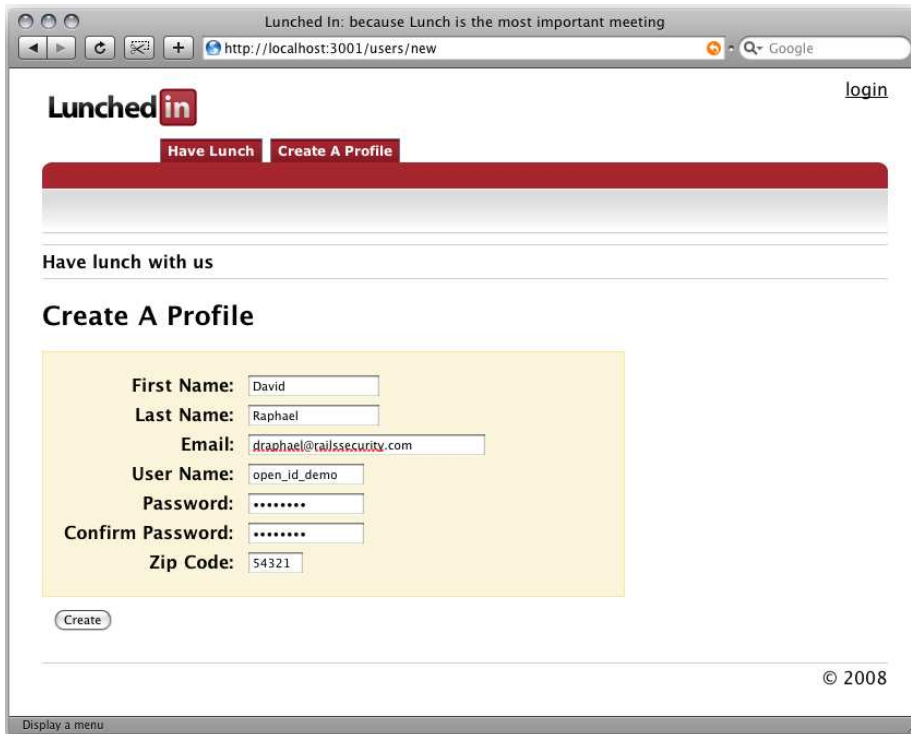 Lunched In: because Lunch is the most important meeting
http://localhost:3001/users/new
Google
login
Lunched in
Have Lunch Create A Profile
Have lunch with us
Create A Profile
First Name: David
Last Name: Raphael
Email: draphael@railssecurity.com
User Name: open_id_demo
Password: ••••••••
Confirm Password: ••••••••
Zip Code: 54321
Create
© 2008
Display a menu